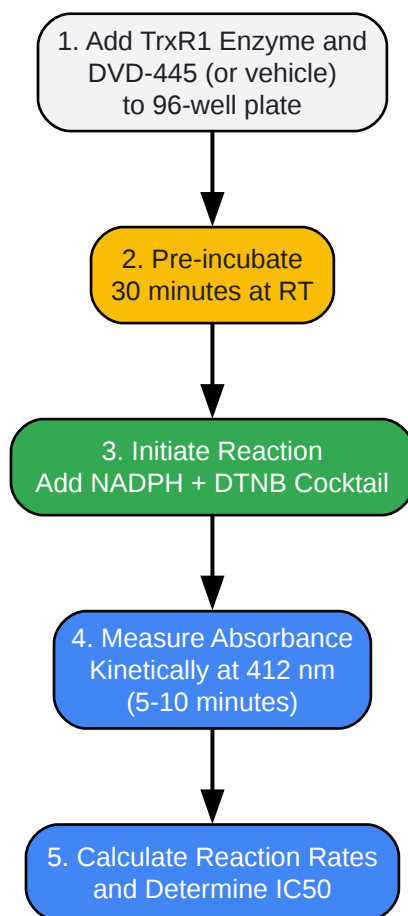 1. Add TrxR1 Enzyme and
DVD-445 (or vehicle)
to 96-well plate
2. Pre-incubate
30 minutes at RT
3. Initiate Reaction
Add NADPH + DTNB Cocktail
4. Measure Absorbance
Kinetically at 412 nm
(5-10 minutes)
5. Calculate Reaction Rates
and Determine IC50